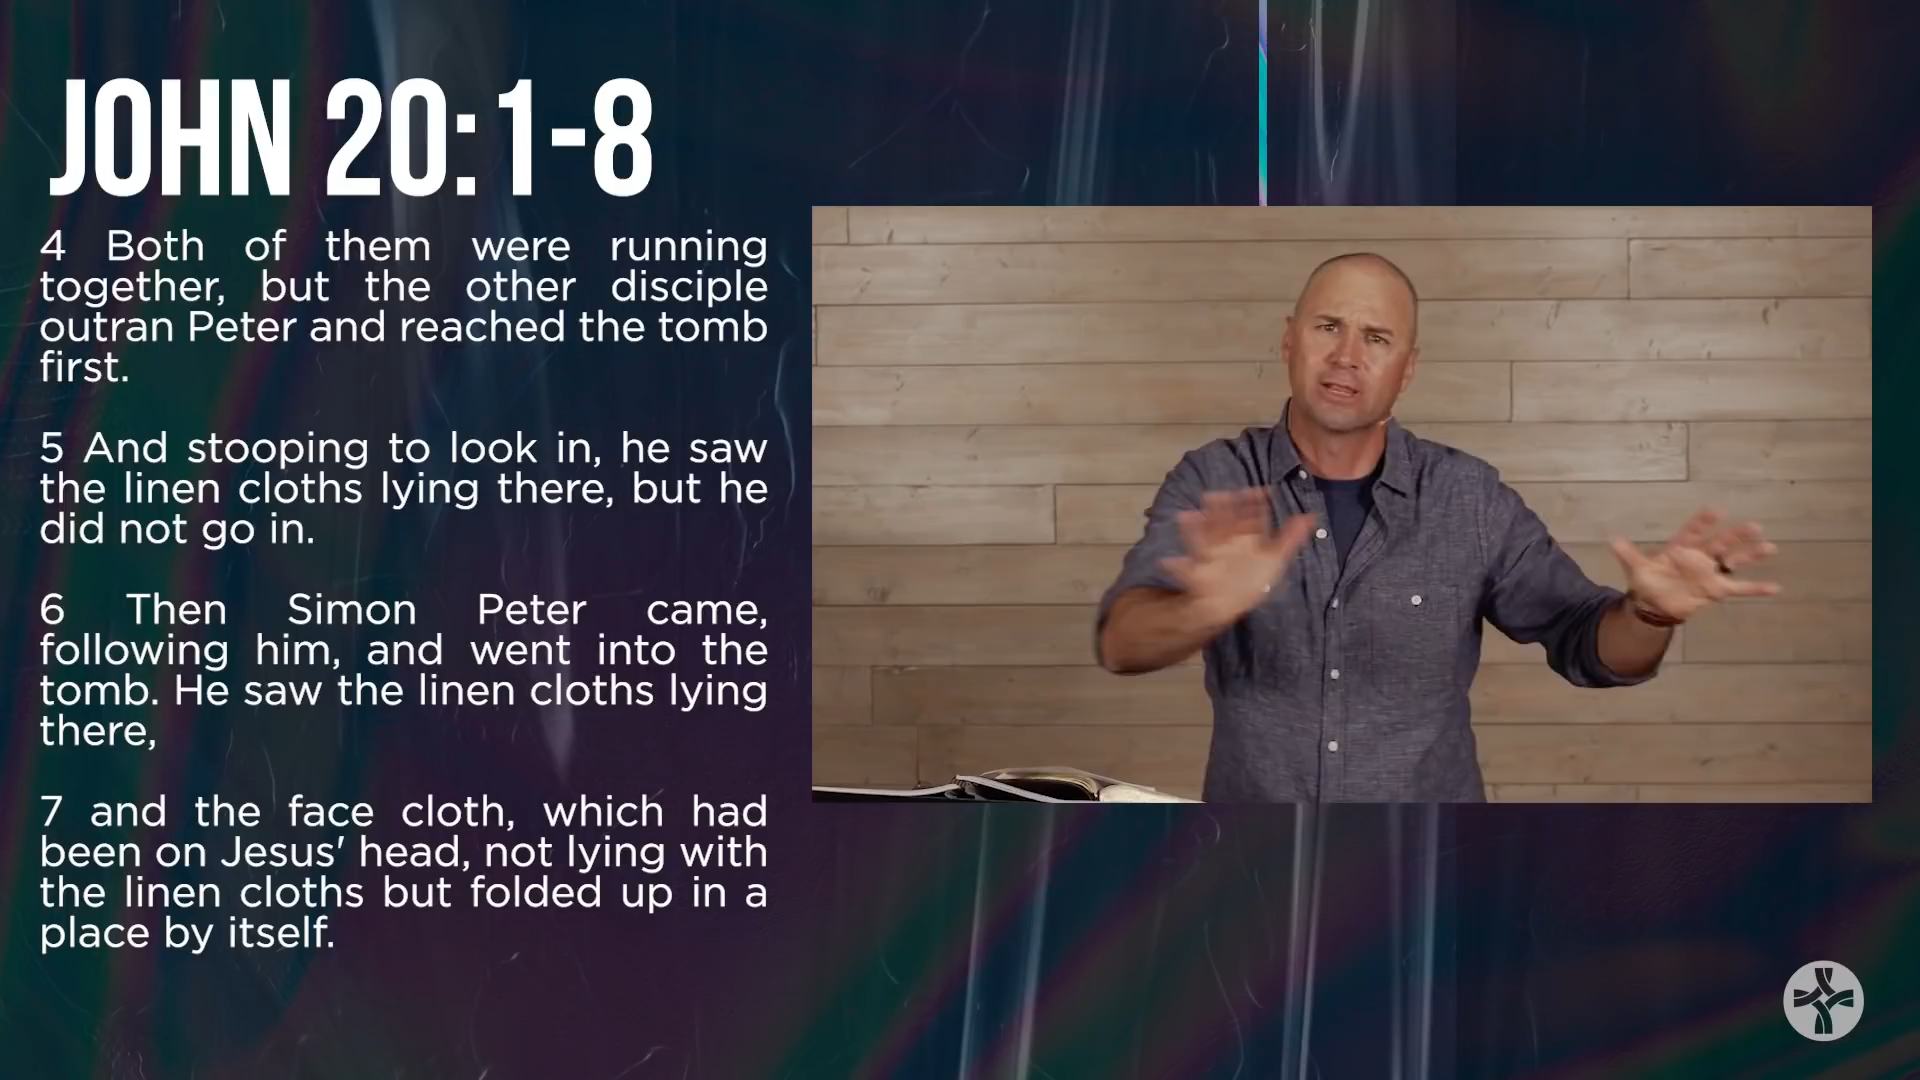 JOHN 20:1-8
4 Both of them were running
together, but the other disciple
outran Peter and reached the tomb
first.
5 And stooping to look in, he saw
the linen cloths lying there, but he
did not go in.
6 Then Simon Peter came,
following him, and went into the
tomb. He saw the linen cloths lying
there,
7 and the face cloth, which had
been on Jesus' head, not lying with
the linen cloths but folded up in a
place by itself.